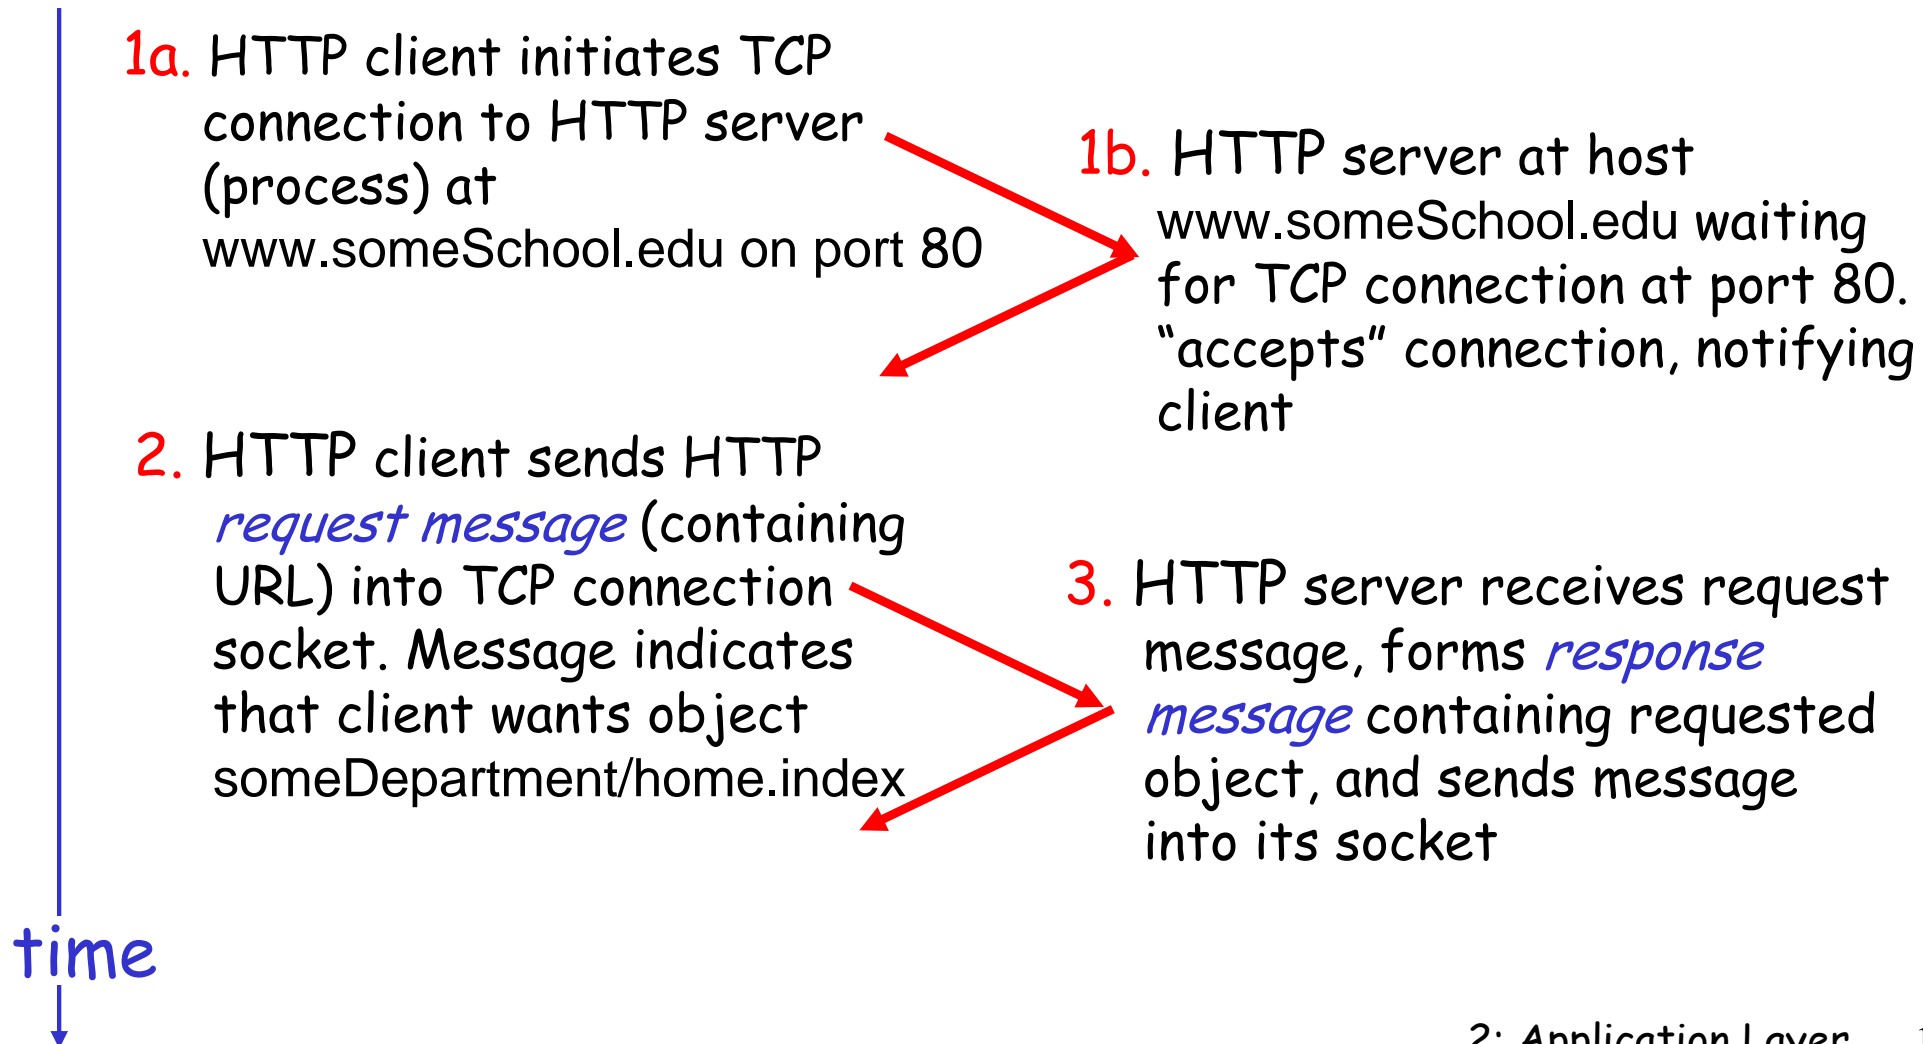 1a. HTTP client initiates TCP
connection to HTTP server
(process) at
www.someSchool.edu on port 80
1b. HTTP server at host
www.someSchool.edu waiting
for TCP connection at port 80.
“accepts” connection, notifying
client
2. HTTP client sends HTTP
request message (containing
URL) into TCP connection
socket. Message indicates
that client wants object
someDepartment/home.index
3. HTTP server receives request
message, forms response
message containing requested
object, and sends message
into its socket
time
2: Application Layer